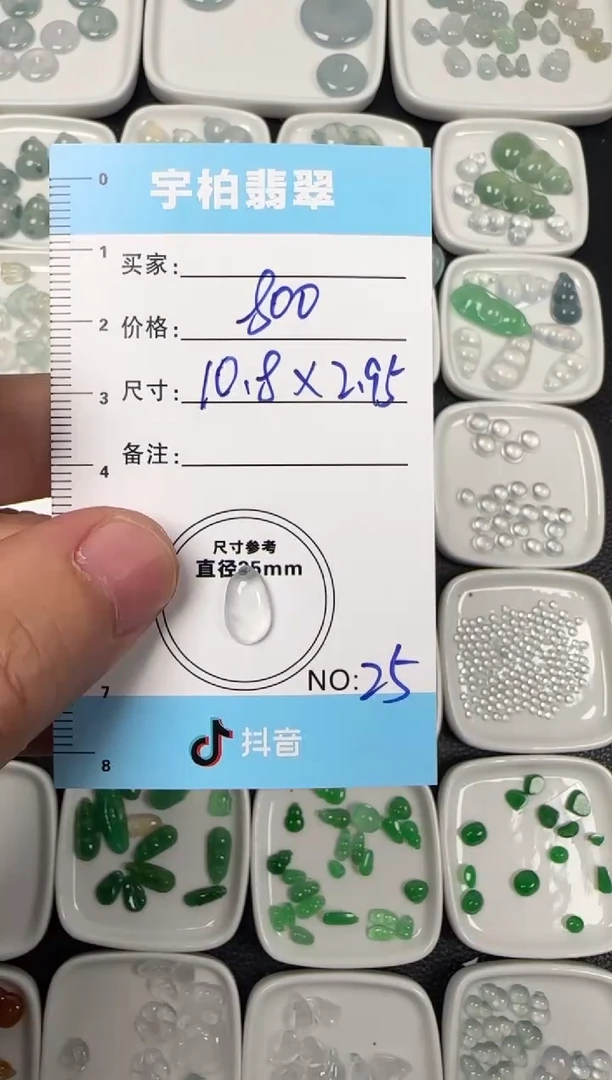 0
宇柏翡翠
1
买家:
2
价格: 800
3
尺寸: 10.8×2.95
4
备注:
尺寸参考
直径25mm
NO:25
7
抖音
8